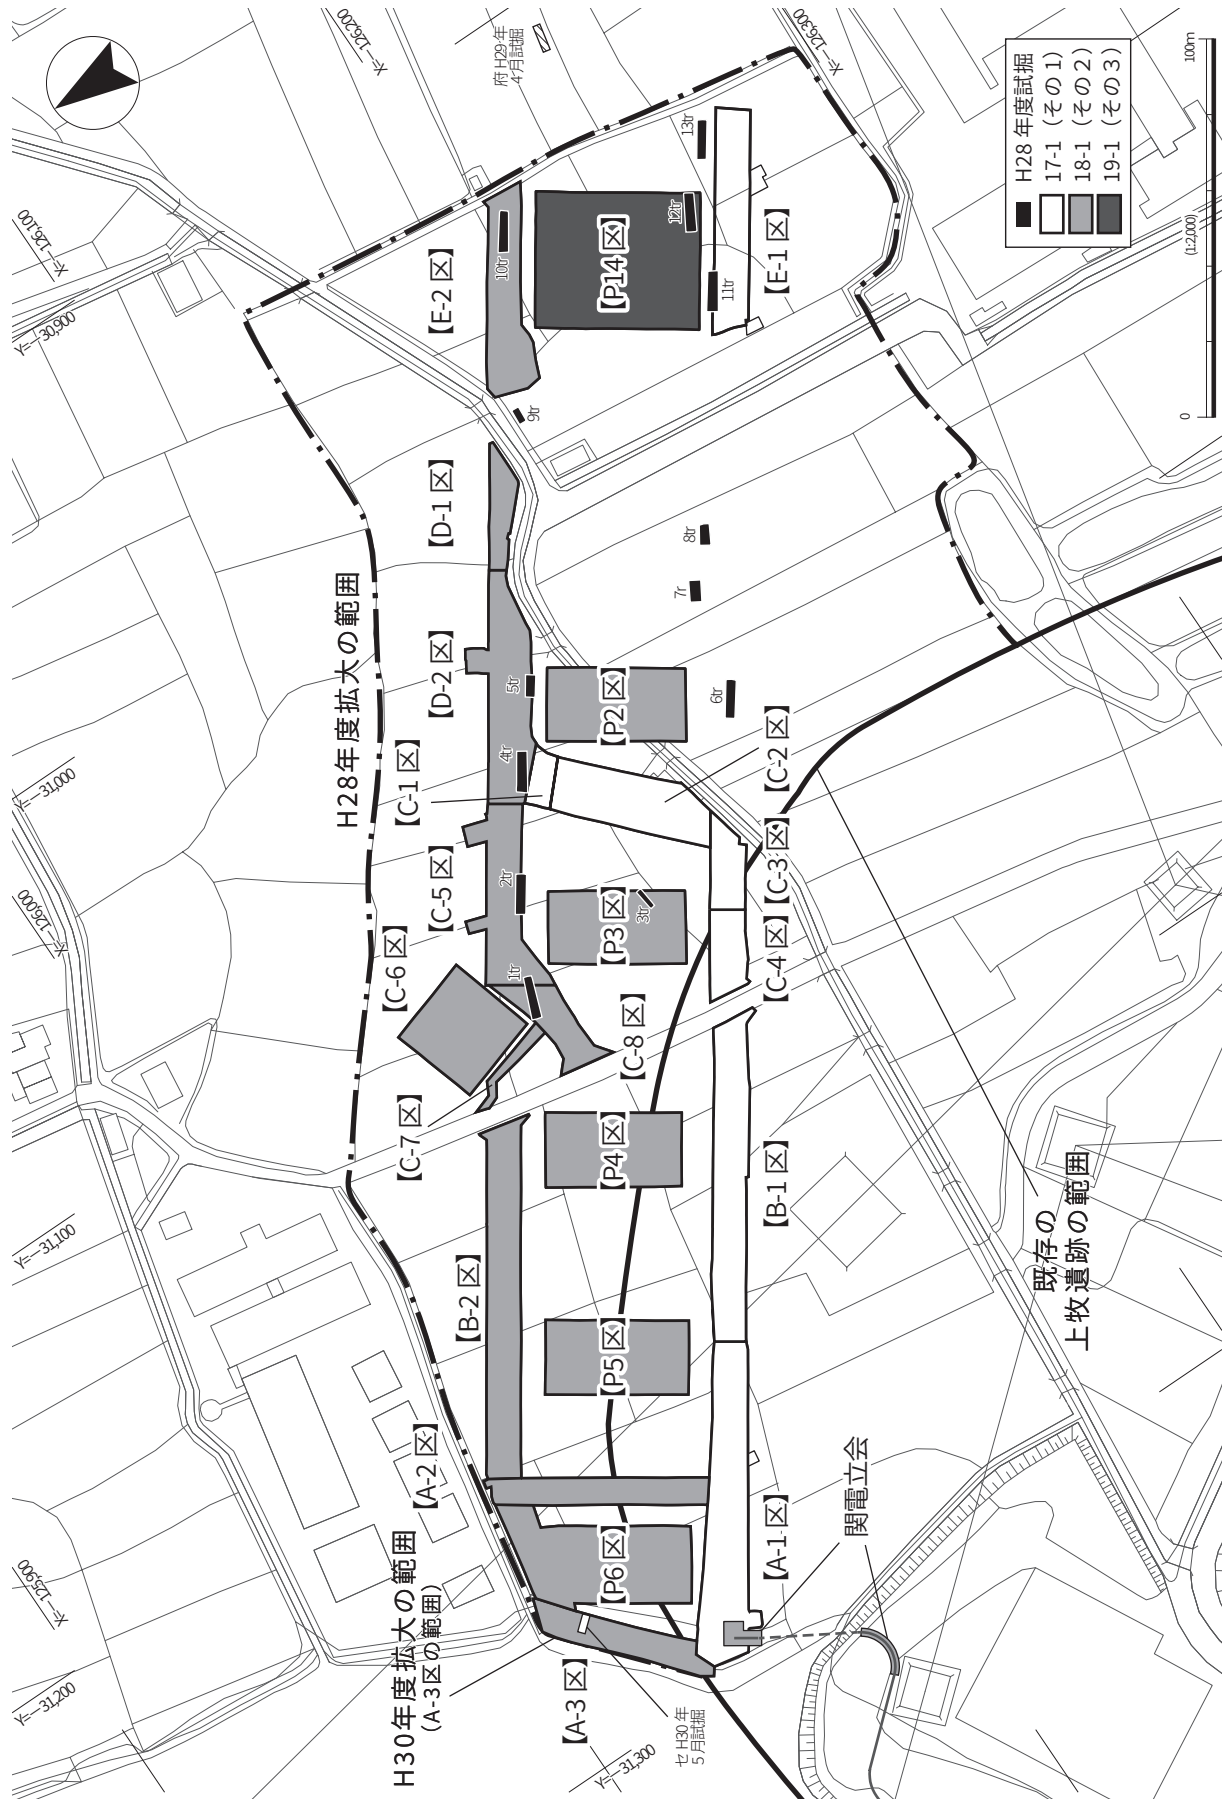 H28 年度試掘
17-1（その１）
18-1（その２）
19-1（その３）
0
100m
(1:2,000)
X=－126,300
X=－126,200
X=－126,100
X=－126,000
X=－125,900
Y=－30,900
Y=－31,000
Y=－31,100
Y=－31,200
Y=－31,300
府 H29 年
4 月試掘
H28年度拡大の範囲
H30年度拡大の範囲
（A-3区の範囲）
既存の
上牧遺跡の範囲
関電立会
セ H30 年
5 月試掘
【E-2 区】
【P14 区】
【E-1 区】
【D-1 区】
【D-2 区】
【P2 区】
【C-1 区】
【C-2 区】
【C-3 区】
【C-4 区】
【C-5 区】
【P3 区】
【C-6 区】
【C-7 区】
【C-8 区】
【P4 区】
【B-1 区】
【B-2 区】
【P5 区】
【A-2 区】
【P6 区】
【A-1 区】
【A-3 区】
1tr
2tr
3tr
4tr
5tr
6tr
7r
8tr
9tr
10tr
11tr
12tr
13tr